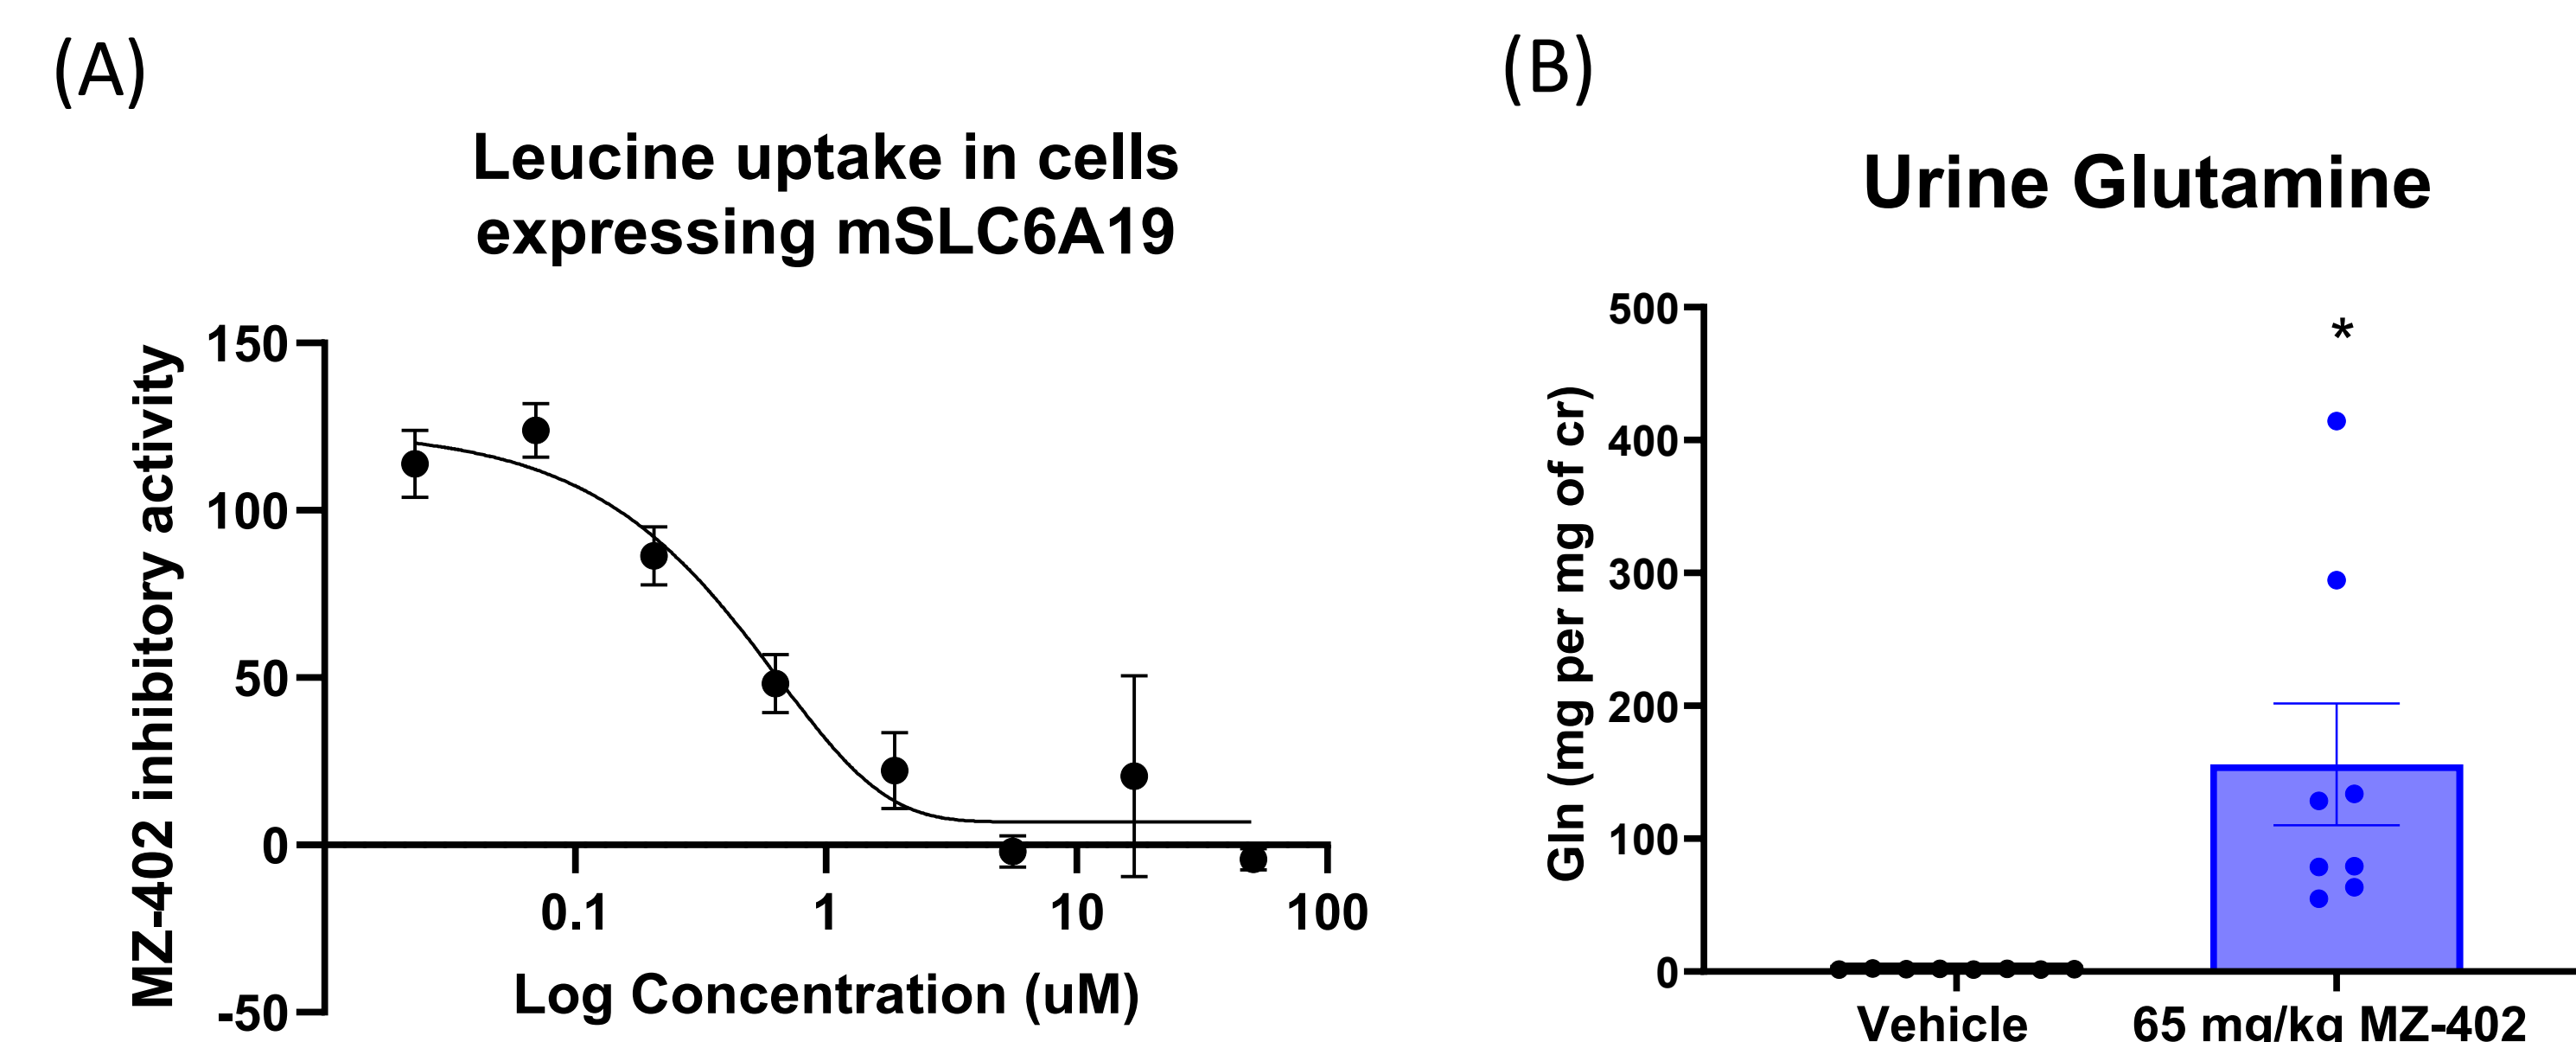 (A)
Leucine uptake in cells
expressing mSLC6A19
MZ-402 inhibitory activity
150
100
50
0
-50
0.1 1 10 100
Log Concentration (uM)
(B)
Urine Glutamine
*
Gln (mg per mg of cr)
500
400
300
200
100
0
Vehicle 65 mg/kg MZ-402